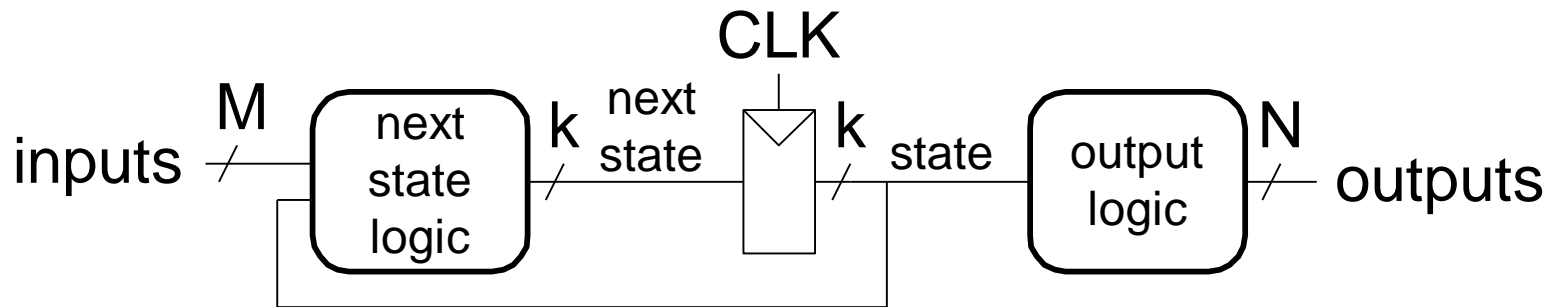 CLK
inputs
M
next
state
logic
k
next
state
k
state
output
logic
N
outputs